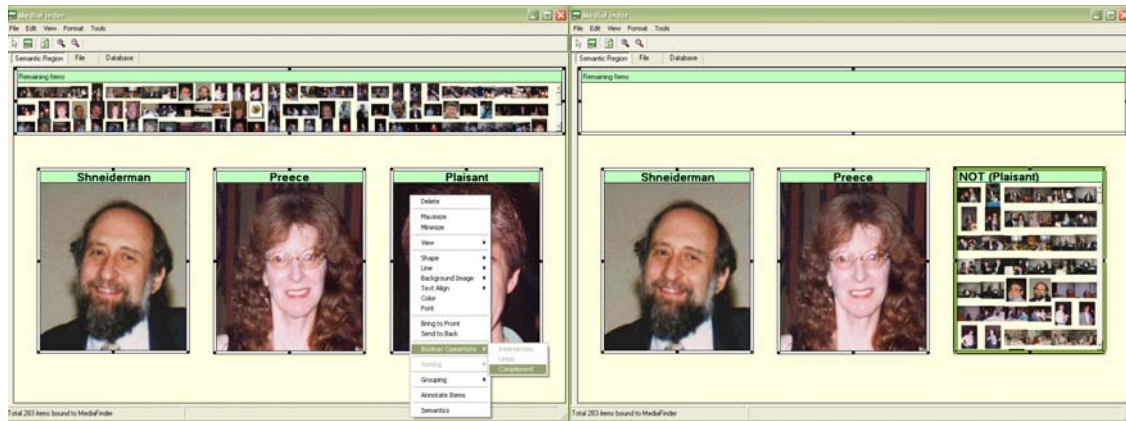 MediaFinder
File Edit View Format Tools
Semantic Region File Database
Remaining Items
Shneiderman
Preece
Plaisant
Delete
Maximize
Minimize
View
Shape
Line
Background Image
Text Align
Color
Font
Bring to Front
Send to Back
Boolean Operations
Intersection
Union
Complement
Sorting
Grouping
Annotate Items
Semantics
Total 283 items bound to MediaFinder
MediaFinder
File Edit View Format Tools
Semantic Region File Database
Remaining Items
Shneiderman
Preece
NOT (Plaisant)
Total 283 items bound to MediaFinder